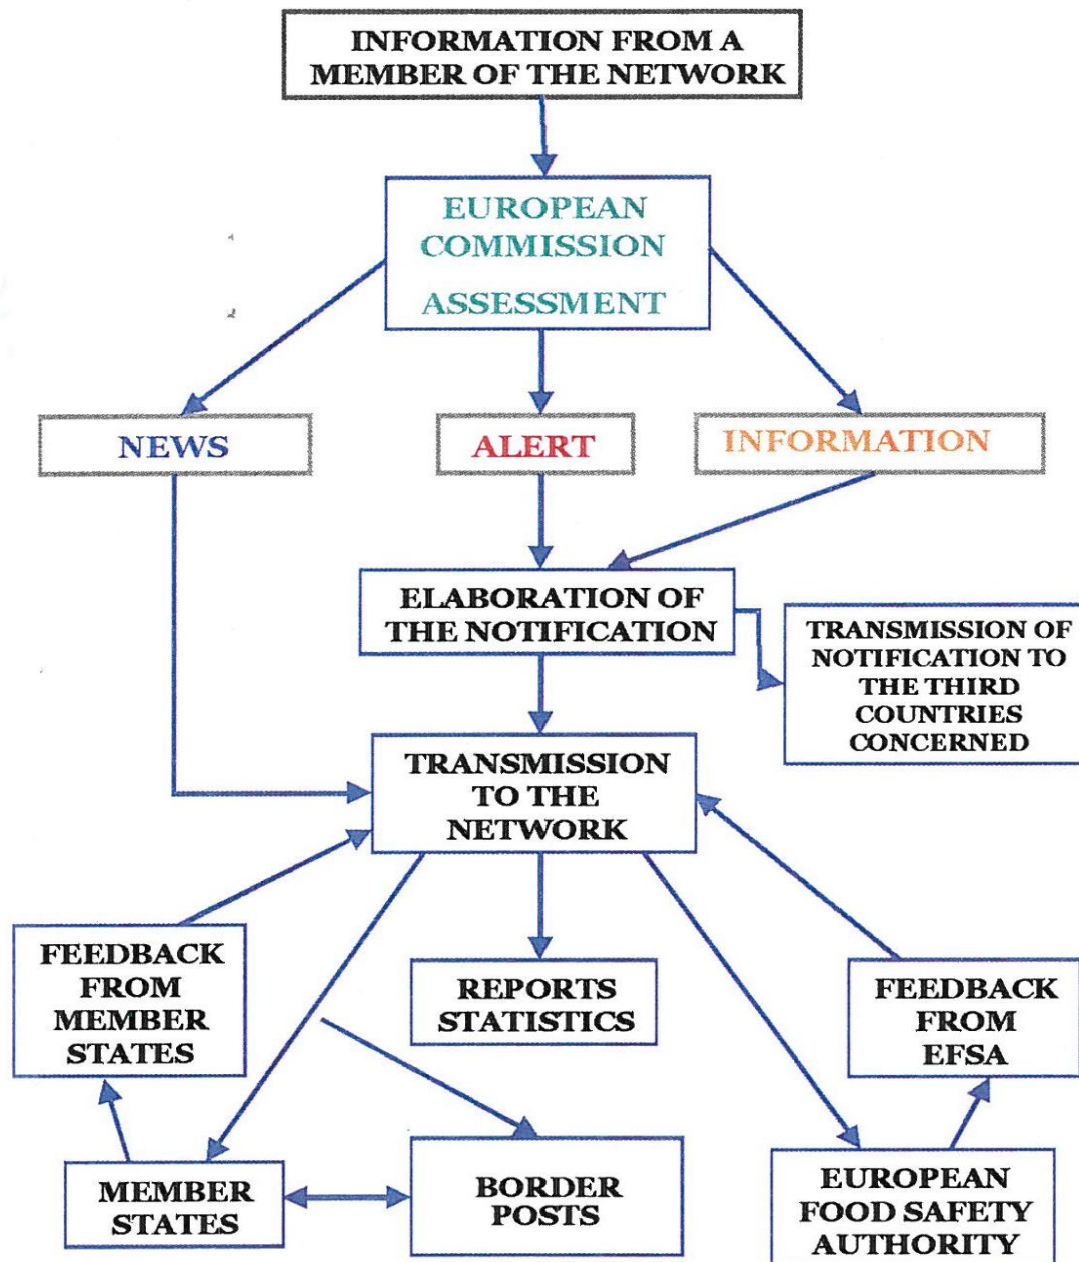 INFORMATION FROM A
MEMBER OF THE NETWORK
EUROPEAN
COMMISSION
ASSESSMENT
NEWS
ALERT
INFORMATION
ELABORATION OF
THE NOTIFICATION
TRANSMISSION OF
NOTIFICATION TO
THE THIRD
COUNTRIES
CONCERNED
TRANSMISSION
TO THE
NETWORK
FEEDBACK
FROM
MEMBER
STATES
REPORTS
STATISTICS
FEEDBACK
FROM
EFSA
MEMBER
STATES
BORDER
POSTS
EUROPEAN
FOOD SAFETY
AUTHORITY